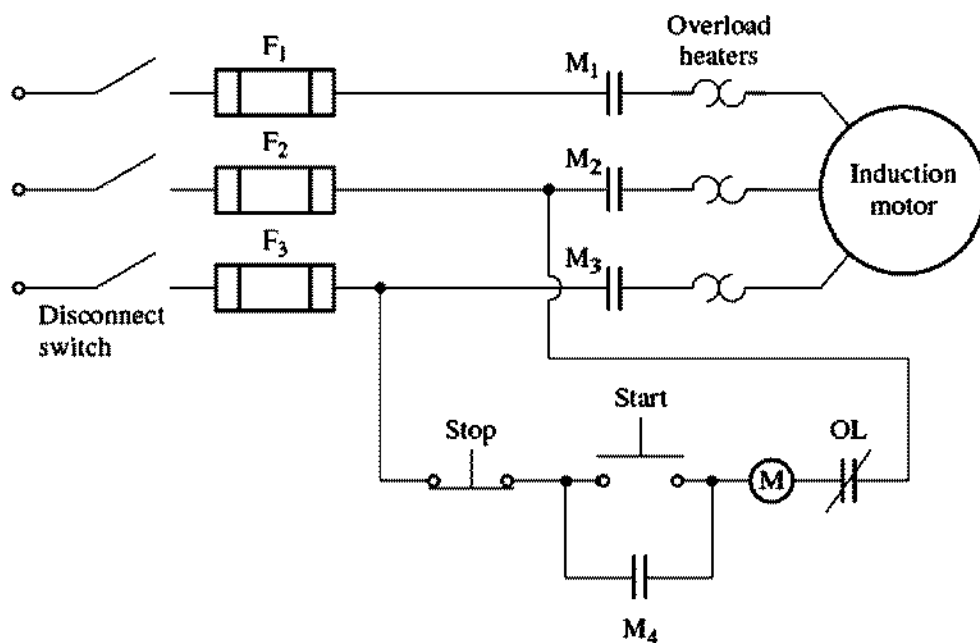 F₁
M₁
Overload
heaters
F₂
M₂
Induction
motor
F₃
M₃
Disconnect
switch
Start
Stop
OL
M
M₄